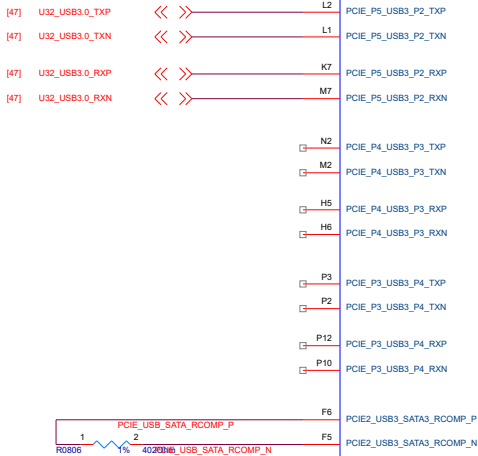 [47] U32_USB3.0_TXP L2 PCIE_P5_USB3_P2_TXP
[47] U32_USB3.0_TXN L1 PCIE_P5_USB3_P2_TXN
[47] U32_USB3.0_RXP K7 PCIE_P5_USB3_P2_RXP
[47] U32_USB3.0_RXN M7 PCIE_P5_USB3_P2_RXN
N2 PCIE_P4_USB3_P3_TXP
M2 PCIE_P4_USB3_P3_TXN
H5 PCIE_P4_USB3_P3_RXP
H6 PCIE_P4_USB3_P3_RXN
P3 PCIE_P3_USB3_P4_TXP
P2 PCIE_P3_USB3_P4_TXN
P12 PCIE_P3_USB3_P4_RXP
P10 PCIE_P3_USB3_P4_RXN
F6 PCIE2_USB3_SATA3_RCOMP_P
PCIE_USB_SATA_RCOMP_P
1 2 F5 PCIE2_USB3_SATA3_RCOMP_N
R0806 1% 402Ohm PCIE_USB_SATA_RCOMP_N